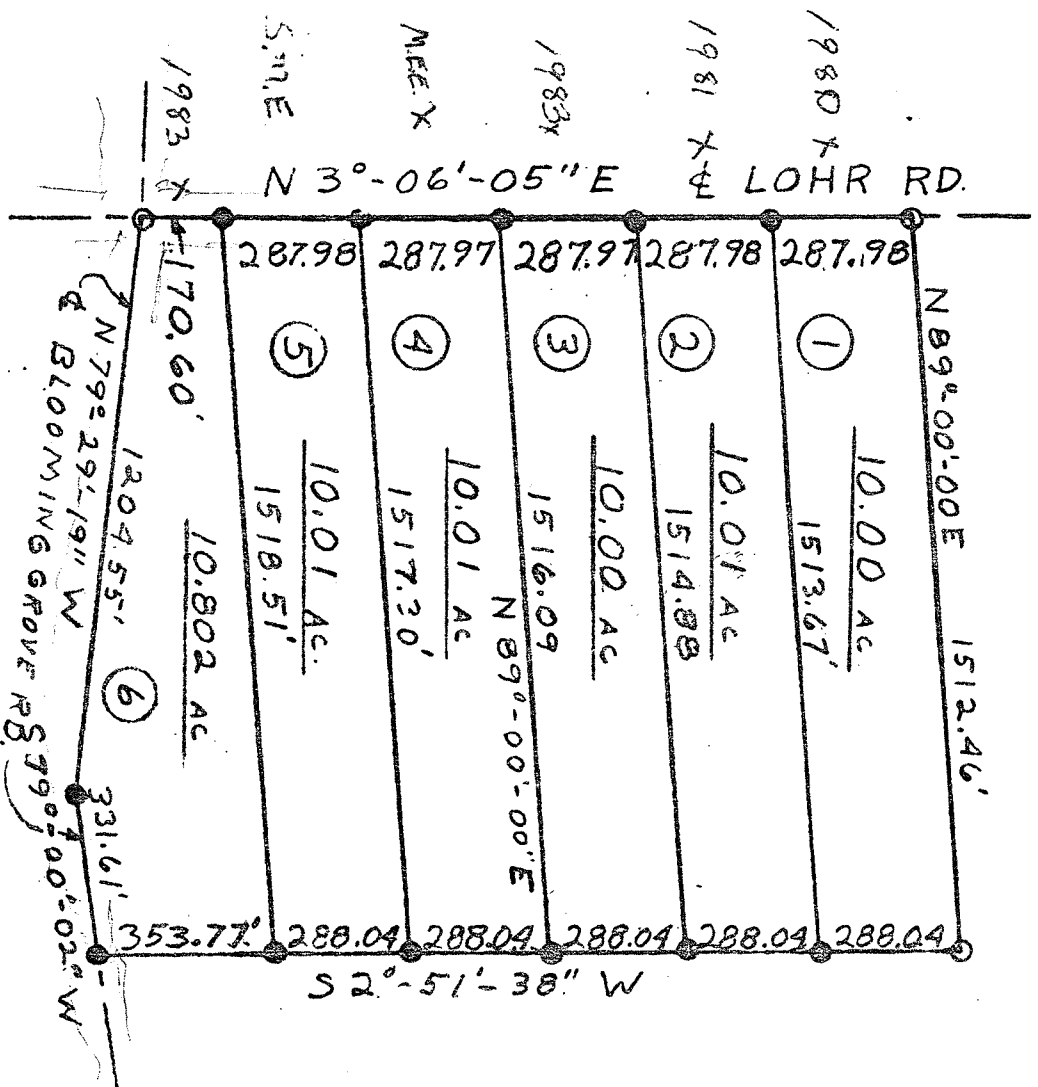 1980 X
1981 X
1983X
MEE X
1983 X
N 3°-06'-05" E ℄ LOHR RD.
287.98
287.97
287.97
287.98
287.98
170.60'
N 89°-00'-00 E 1512.46'
①
10.00 AC
1513.67'
②
10.01 AC
1514.88
③
10.00 AC
1516.09
N 89°-00'-00" E
④
10.01 AC
1517.30'
⑤
10.01 AC.
1518.51'
⑥
10.802 AC
1204.55'
N 79°-29'-19" W
℄ BLOOMING GROVE RD.
331.61'
S 79°-00'-02" W
353.77'
288.04
288.04
288.04
288.04
288.04
S 2°-51'-38" W